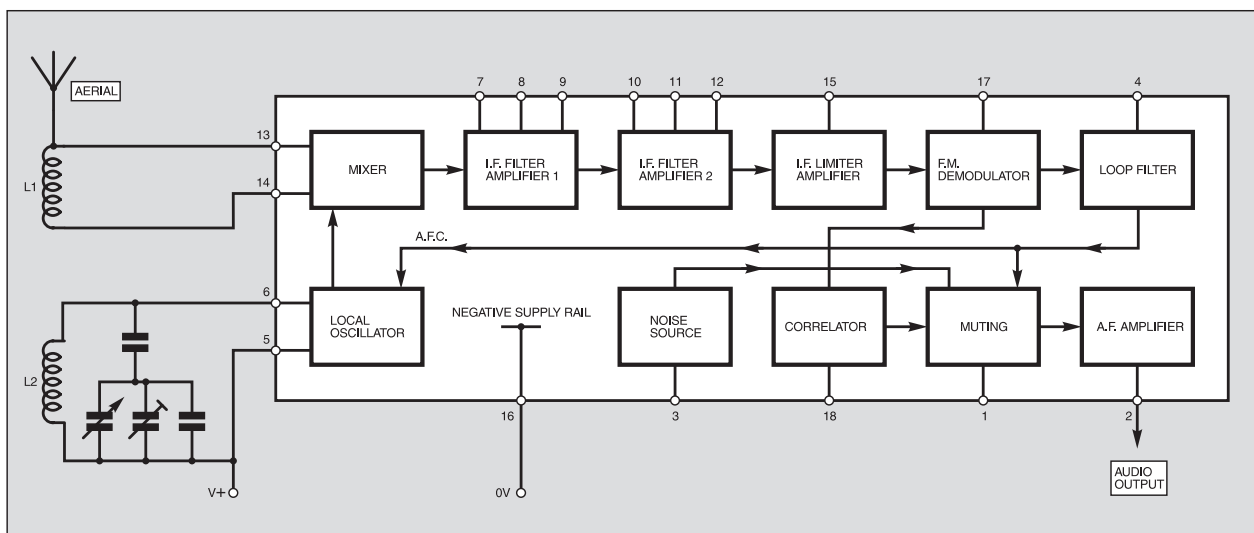 AERIAL
7
8
9
10
11
12
15
17
4
13
14
L1
MIXER
I.F. FILTER
AMPLIFIER 1
I.F. FILTER
AMPLIFIER 2
I.F. LIMITER
AMPLIFIER
F.M.
DEMODULATOR
LOOP FILTER
A.F.C.
6
5
L2
LOCAL
OSCILLATOR
NEGATIVE SUPPLY RAIL
NOISE
SOURCE
CORRELATOR
MUTING
A.F. AMPLIFIER
16
3
18
1
2
V+
0V
AUDIO
OUTPUT